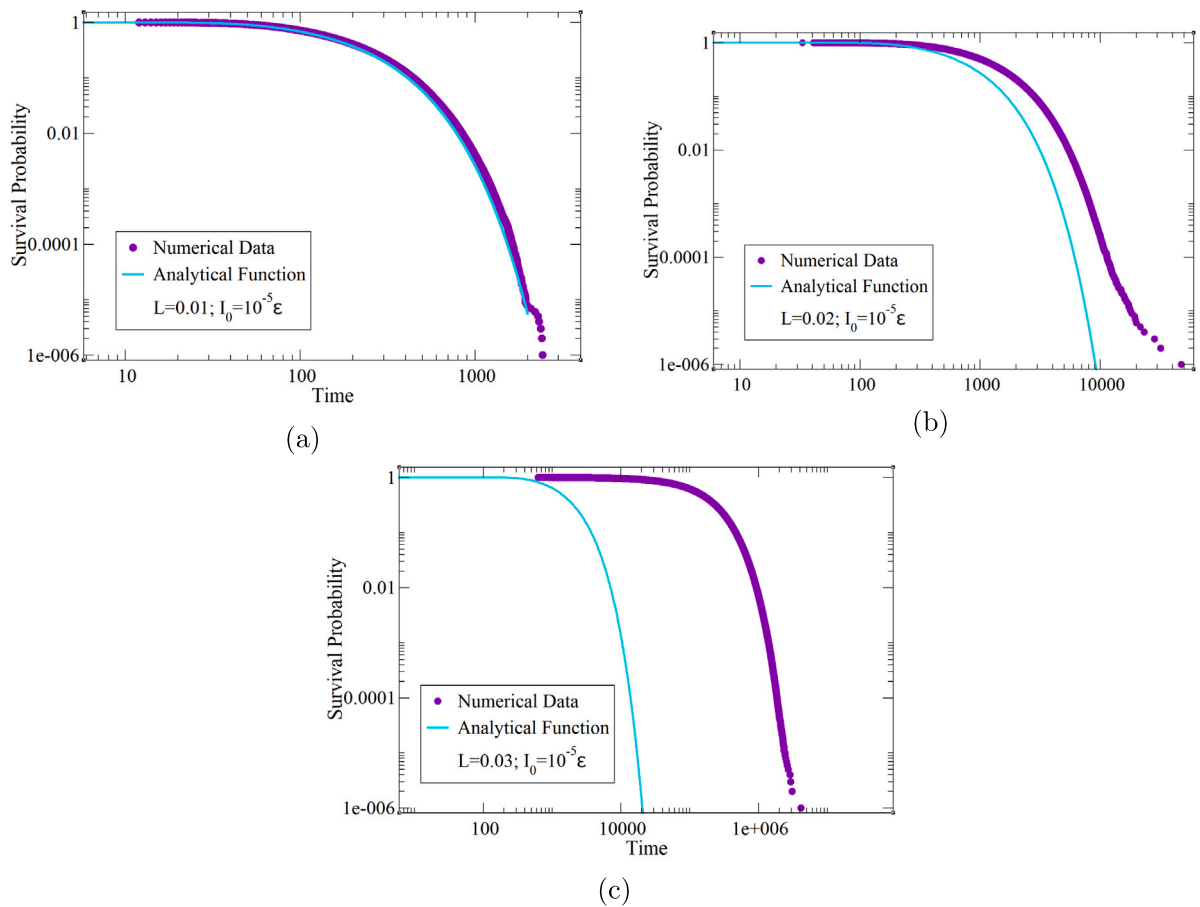 1
0.01
0.0001
1e-006
Survival Probability
Numerical Data
Analytical Function
L=0.01; I₀=10⁻⁵ε
10
100
1000
Time
(a)
1
0.01
0.0001
1e-006
Survival Probability
Numerical Data
Analytical Function
L=0.02; I₀=10⁻⁵ε
10
100
1000
10000
(b)
1
0.01
0.0001
1e-006
Survival Probability
Numerical Data
Analytical Function
L=0.03; I₀=10⁻⁵ε
100
10000
1e+006
Time
(c)